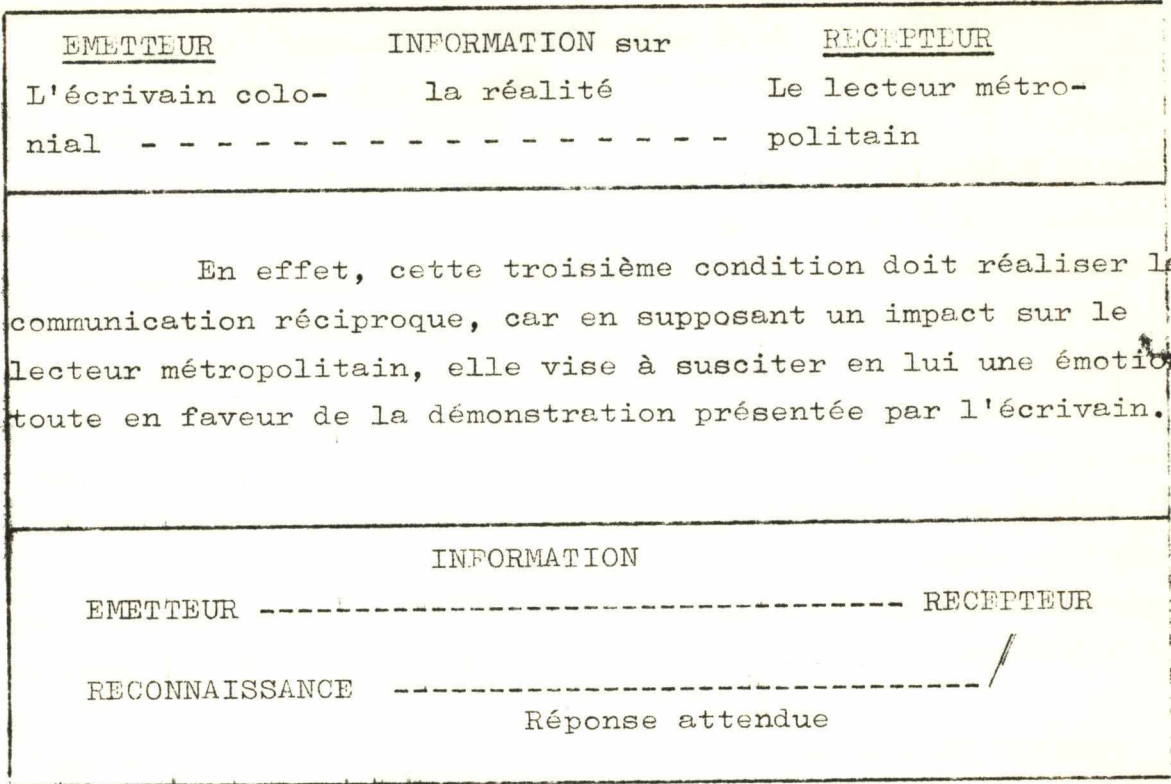 EMETTEUR INFORMATION sur RECEPTEUR
L'écrivain colo- la réalité Le lecteur métro-
nial - - - - - - - - - - - - - - - - politain
En effet, cette troisième condition doit réaliser la
communication réciproque, car en supposant un impact sur le
lecteur métropolitain, elle vise à susciter en lui une émotion
toute en faveur de la démonstration présentée par l'écrivain.
INFORMATION
EMETTEUR ---------------------------------- RECEPTEUR
RECONNAISSANCE -------------------------------/
Réponse attendue